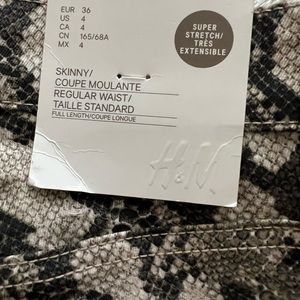 EUR 36
US 4
CA 4
CN 165/68A
MX 4
SUPER
STRETCH/
TRÈS
EXTENSIBLE
SKINNY/
COUPE MOULANTE
REGULAR WAIST/
TAILLE STANDARD
FULL LENGTH/COUPE LONGUE
H&M